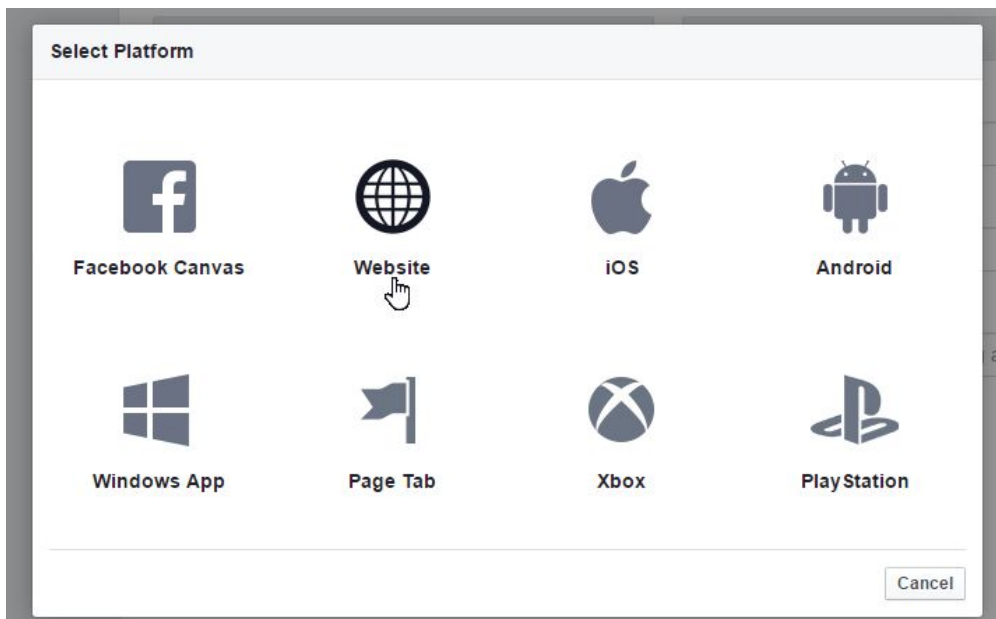 Select Platform
Facebook Canvas
Website
iOS
Android
Windows App
Page Tab
Xbox
PlayStation
Cancel